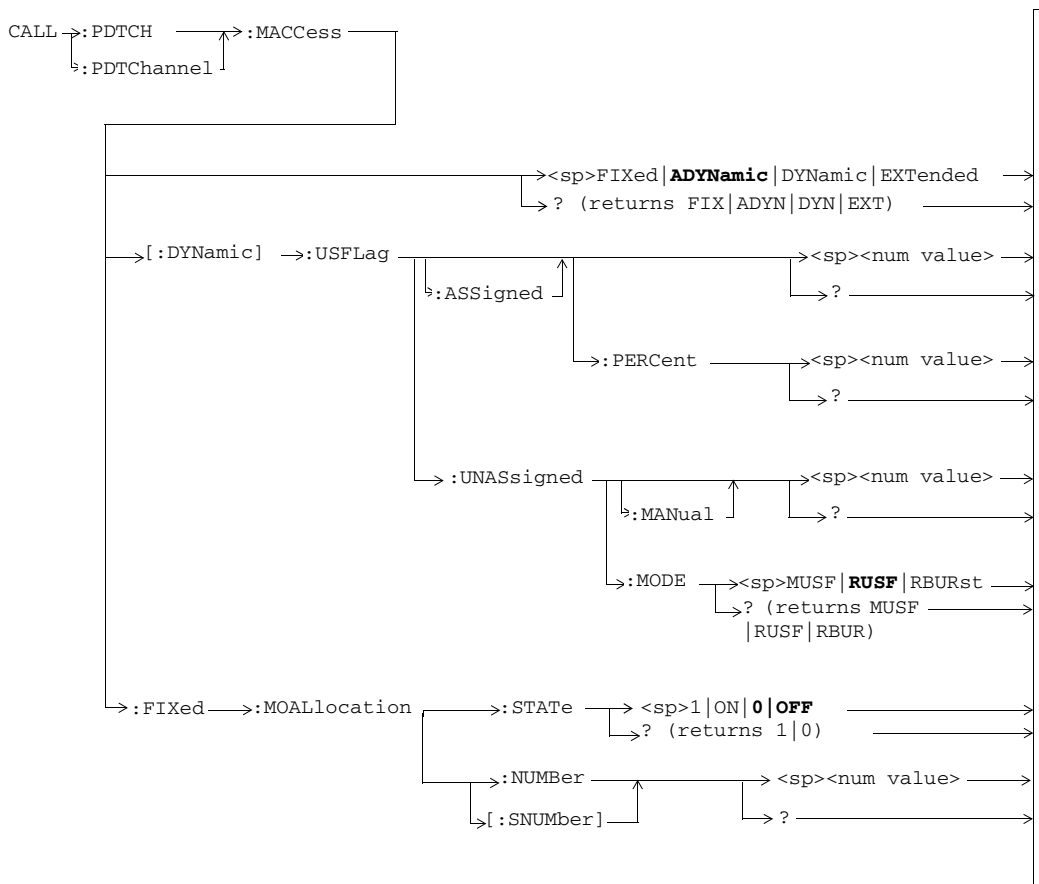 CALL :PDTCH :MACCess
:PDTChannel
<sp>FIXed|ADYNamic|DYNamic|EXTended
? (returns FIX|ADYN|DYN|EXT)
[:DYNamic] :USFLag <sp><num value>
:ASSigned ?
:PERCent <sp><num value>
?
:UNASsigned <sp><num value>
:MANual ?
:MODE <sp>MUSF|RUSF|RBURst
? (returns MUSF
|RUSF|RBUR)
:FIXed :MOALlocation :STATe <sp>1|ON|0|OFF
? (returns 1|0)
:NUMBer <sp><num value>
[:SNUMber] ?